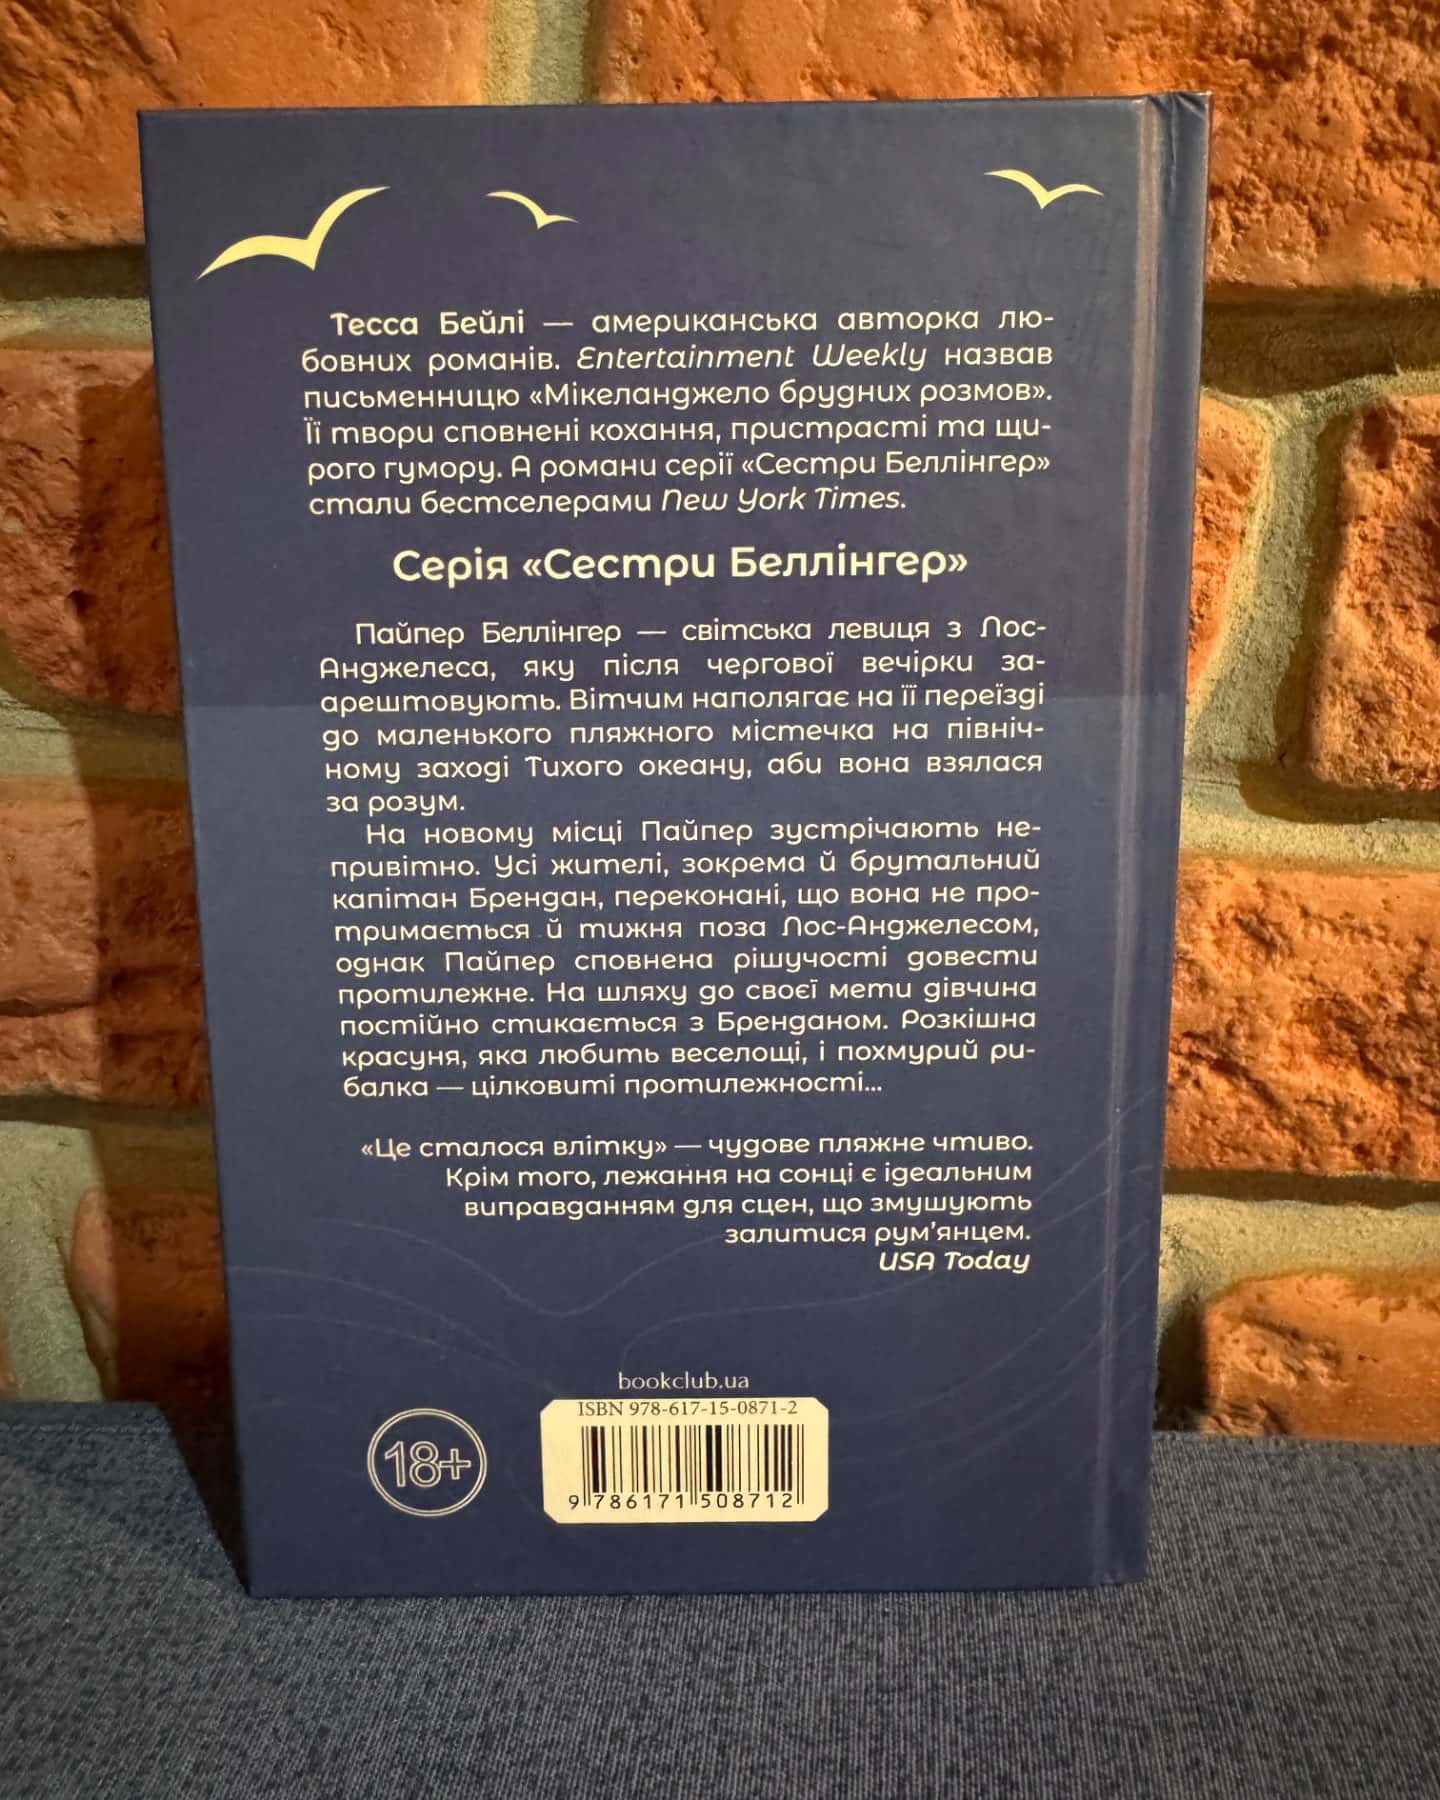 Тесса Бейлі — американська авторка лю-
бовних романів. Entertainment Weekly назвав
письменницю «Мікеланджело брудних розмов».
Її твори сповнені кохання, пристрасті та щи-
рого гумору. А романи серії «Сестри Беллінгер»
стали бестселерами New York Times.
Серія «Сестри Беллінгер»
Пайпер Беллінгер — світська левиця з Лос-
Анджелеса, яку після чергової вечірки за-
арештовують. Вітчим наполягає на її переїзді
до маленького пляжного містечка на північ-
ному заході Тихого океану, аби вона взялася
за розум.
На новому місці Пайпер зустрічають не-
привітно. Усі жителі, зокрема й брутальний
капітан Брендан, переконані, що вона не про-
тримається й тижня поза Лос-Анджелесом,
однак Пайпер сповнена рішучості довести
протилежне. На шляху до своєї мети дівчина
постійно стикається з Бренданом. Розкішна
красуня, яка любить веселощі, і похмурий ри-
балка — цілковиті протилежності...
«Це сталося влітку» — чудове пляжне чтиво.
Крім того, лежання на сонці є ідеальним
виправданням для сцен, що змушують
залитися рум’янцем.
USA Today
bookclub.ua
ISBN 978-617-15-0871-2
18+
9 786171 508712